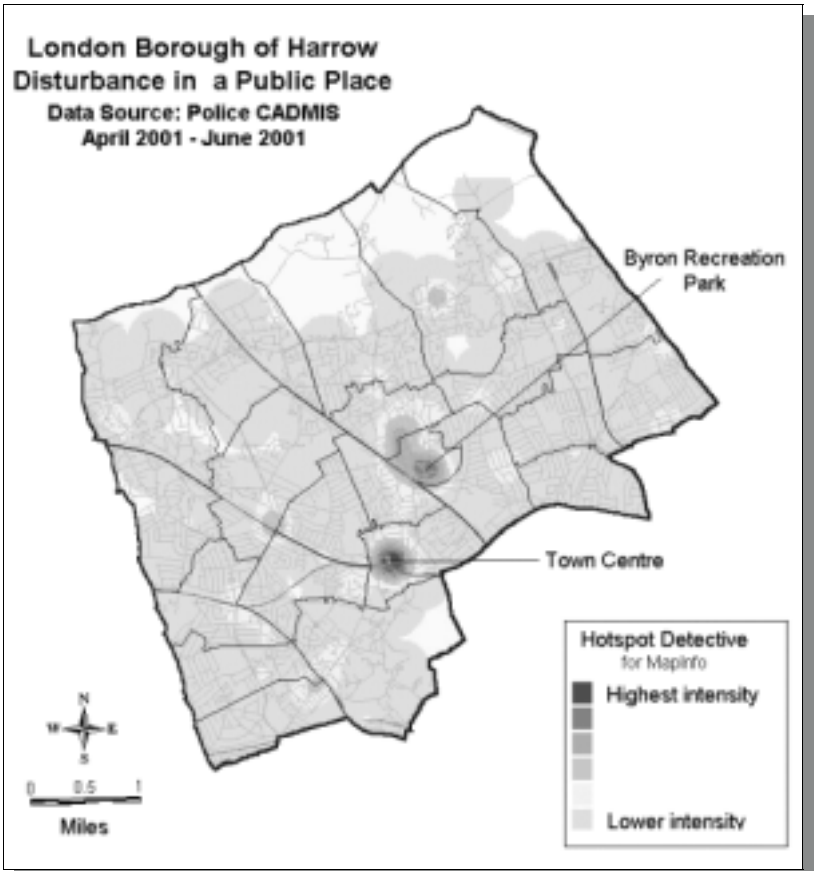 London Borough of Harrow
Disturbance in a Public Place
Data Source: Police CADMIS
April 2001 - June 2001
Byron Recreation
Park
Town Centre
Hotspot Detective
for MapInfo
Highest intensity
Lower intensity
N
W E
S
0 0.5 1
Miles